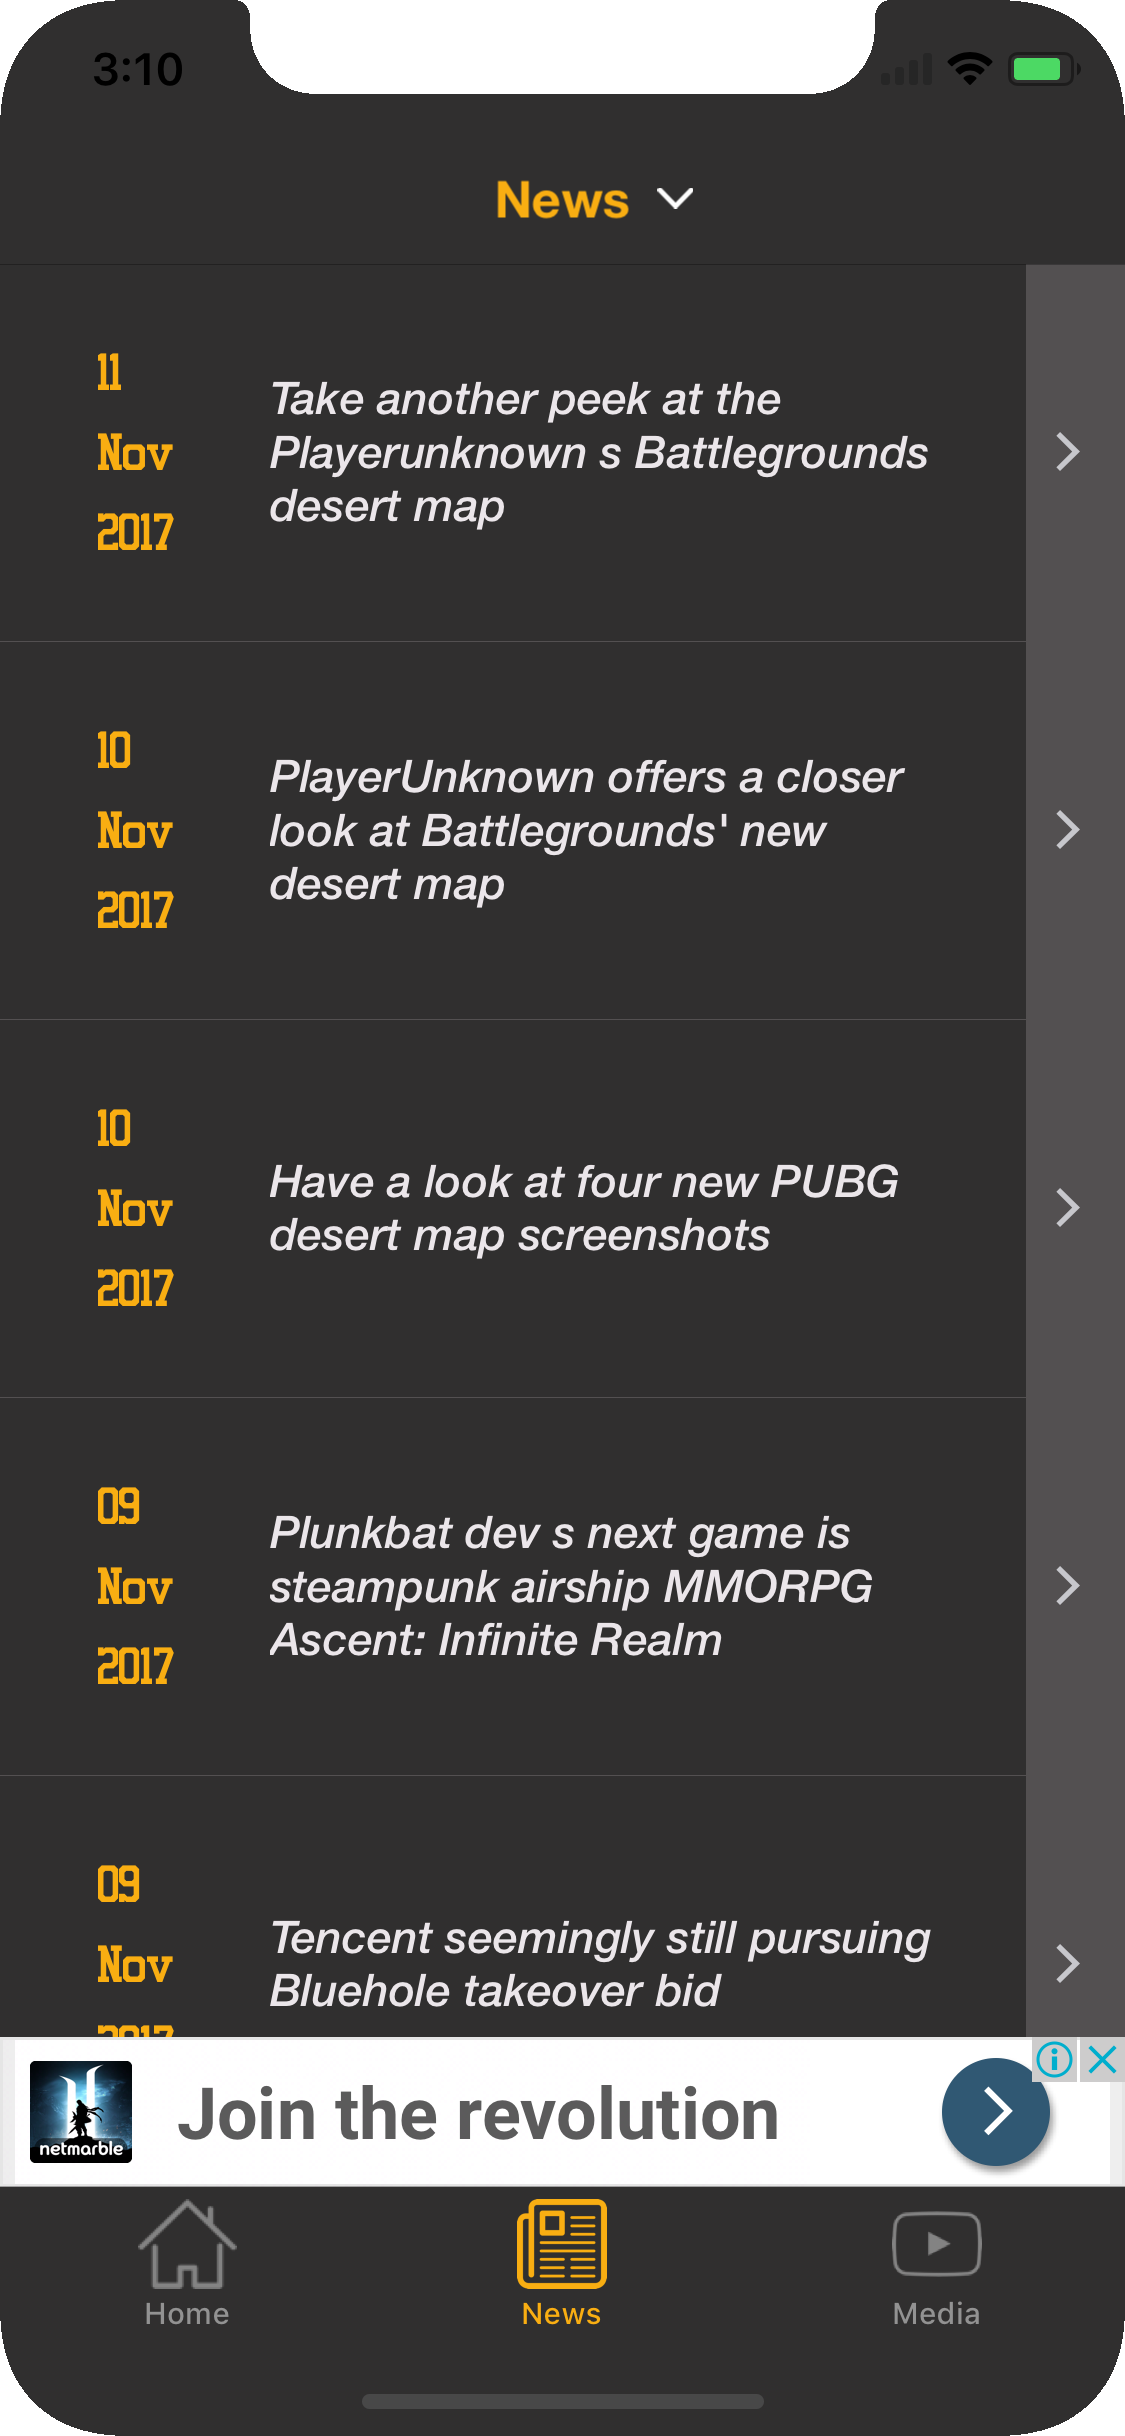 3:10
News
11
Nov
2017
Take another peek at the
Playerunknown s Battlegrounds
desert map
10
Nov
2017
PlayerUnknown offers a closer
look at Battlegrounds' new
desert map
10
Nov
2017
Have a look at four new PUBG
desert map screenshots
09
Nov
2017
Plunkbat dev s next game is
steampunk airship MMORPG
Ascent: Infinite Realm
09
Nov
2017
Tencent seemingly still pursuing
Bluehole takeover bid
netmarble
Join the revolution
Home
News
Media